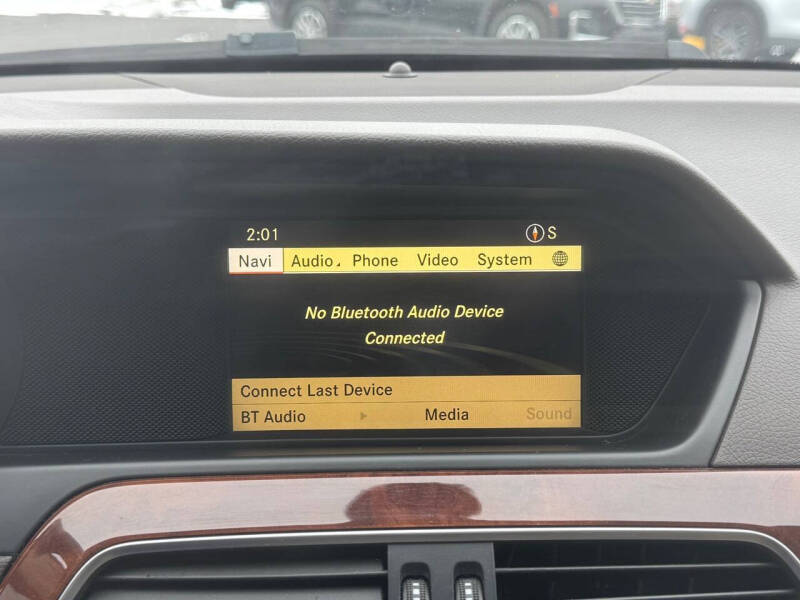 2:01 S
Navi Audio Phone Video System
No Bluetooth Audio Device
Connected
Connect Last Device
BT Audio Media Sound